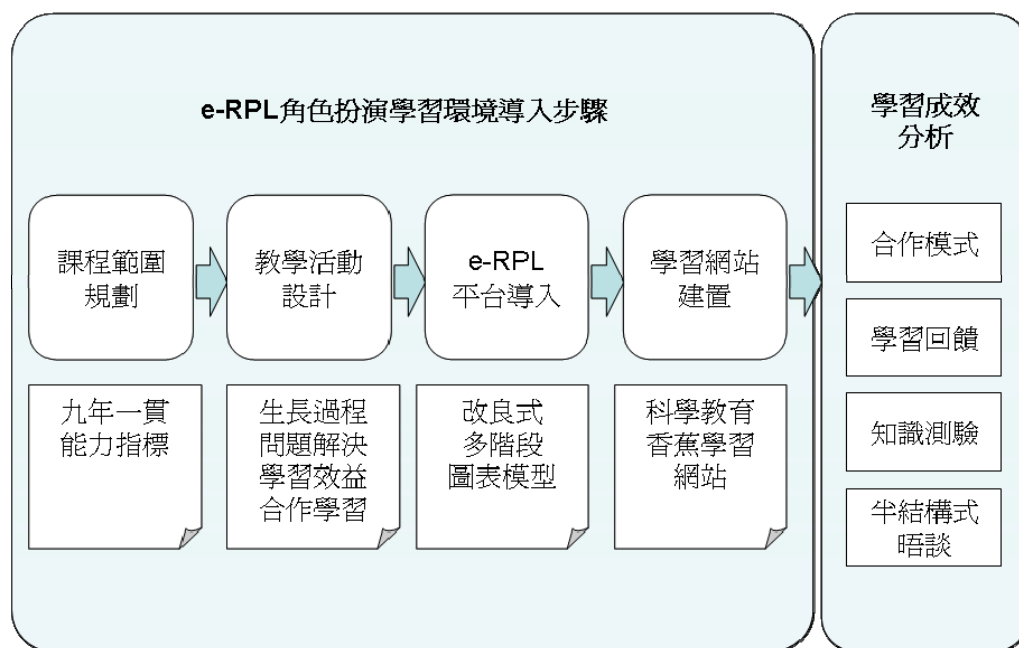 e-RPL角色扮演學習環境導入步驟
課程範圍
規劃
教學活動
設計
e-RPL
平台導入
學習網站
建置
九年一貫
能力指標
生長過程
問題解決
學習效益
合作學習
改良式
多階段
圖表模型
科學教育
香蕉學習
網站
學習成效
分析
合作模式
學習回饋
知識測驗
半結構式
晤談